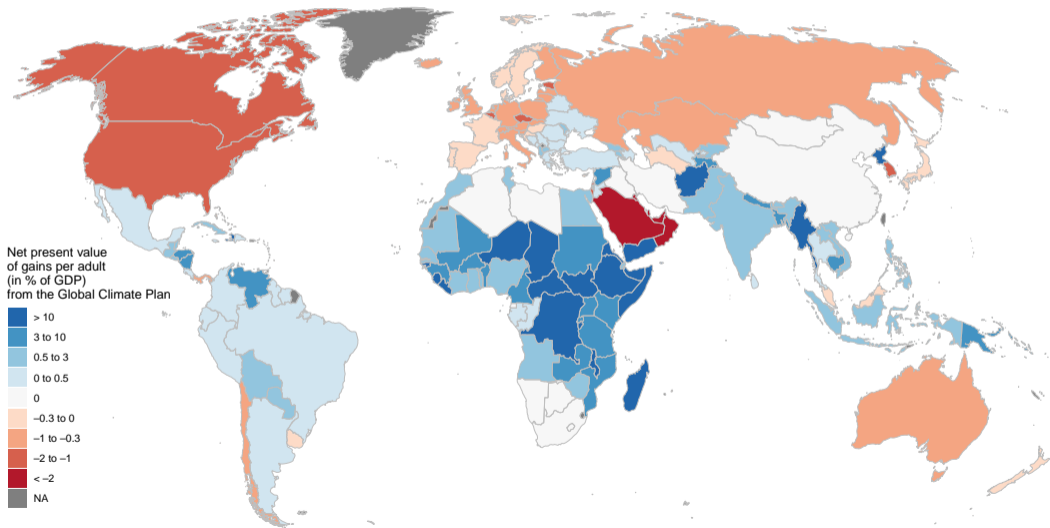 Net present value
of gains per adult
(in % of GDP)
from the Global Climate Plan
> 10
3 to 10
0.5 to 3
0 to 0.5
0
–0.3 to 0
–1 to –0.3
–2 to –1
< –2
NA